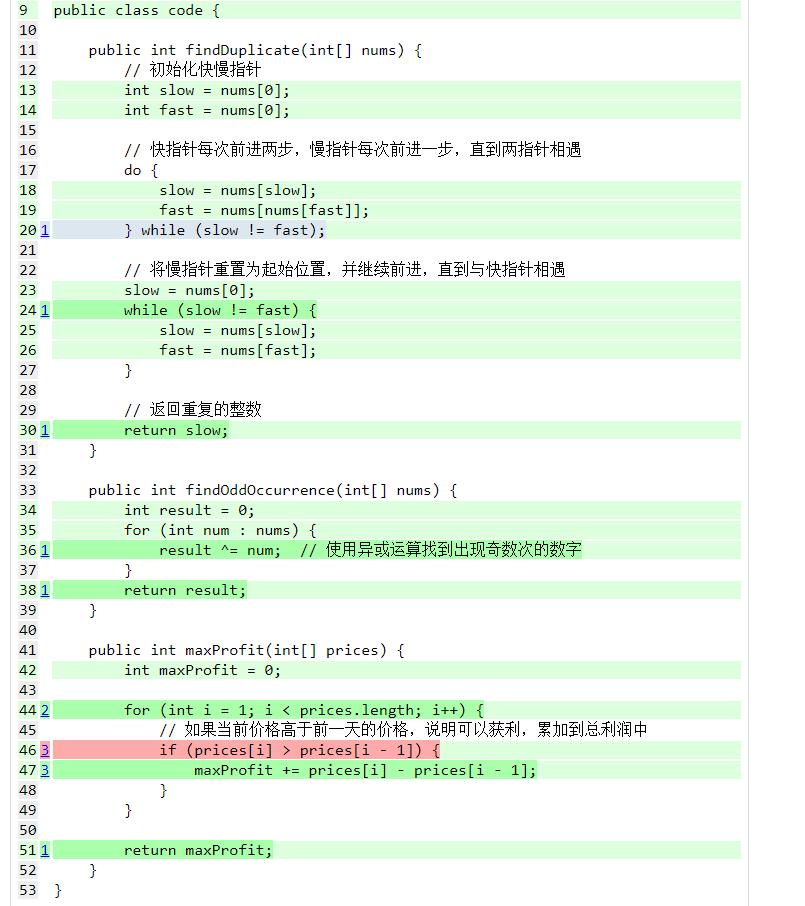 9 public class code {
10
11     public int findDuplicate(int[] nums) {
12         // 初始化快慢指针
13         int slow = nums[0];
14         int fast = nums[0];
15
16         // 快指针每次前进两步，慢指针每次前进一步，直到两指针相遇
17         do {
18             slow = nums[slow];
19             fast = nums[nums[fast]];
20 1         } while (slow != fast);
21
22         // 将慢指针重置为起始位置，并继续前进，直到与快指针相遇
23         slow = nums[0];
24 1         while (slow != fast) {
25             slow = nums[slow];
26             fast = nums[fast];
27         }
28
29         // 返回重复的整数
30 1         return slow;
31     }
32
33     public int findOddOccurrence(int[] nums) {
34         int result = 0;
35         for (int num : nums) {
36 1             result ^= num;  // 使用异或运算找到出现奇数次的数字
37         }
38 1         return result;
39     }
40
41     public int maxProfit(int[] prices) {
42         int maxProfit = 0;
43
44 2         for (int i = 1; i < prices.length; i++) {
45             // 如果当前价格高于前一天的价格，说明可以获利，累加到总利润中
46 3             if (prices[i] > prices[i - 1]) {
47 3                 maxProfit += prices[i] - prices[i - 1];
48             }
49         }
50
51 1         return maxProfit;
52     }
53 }